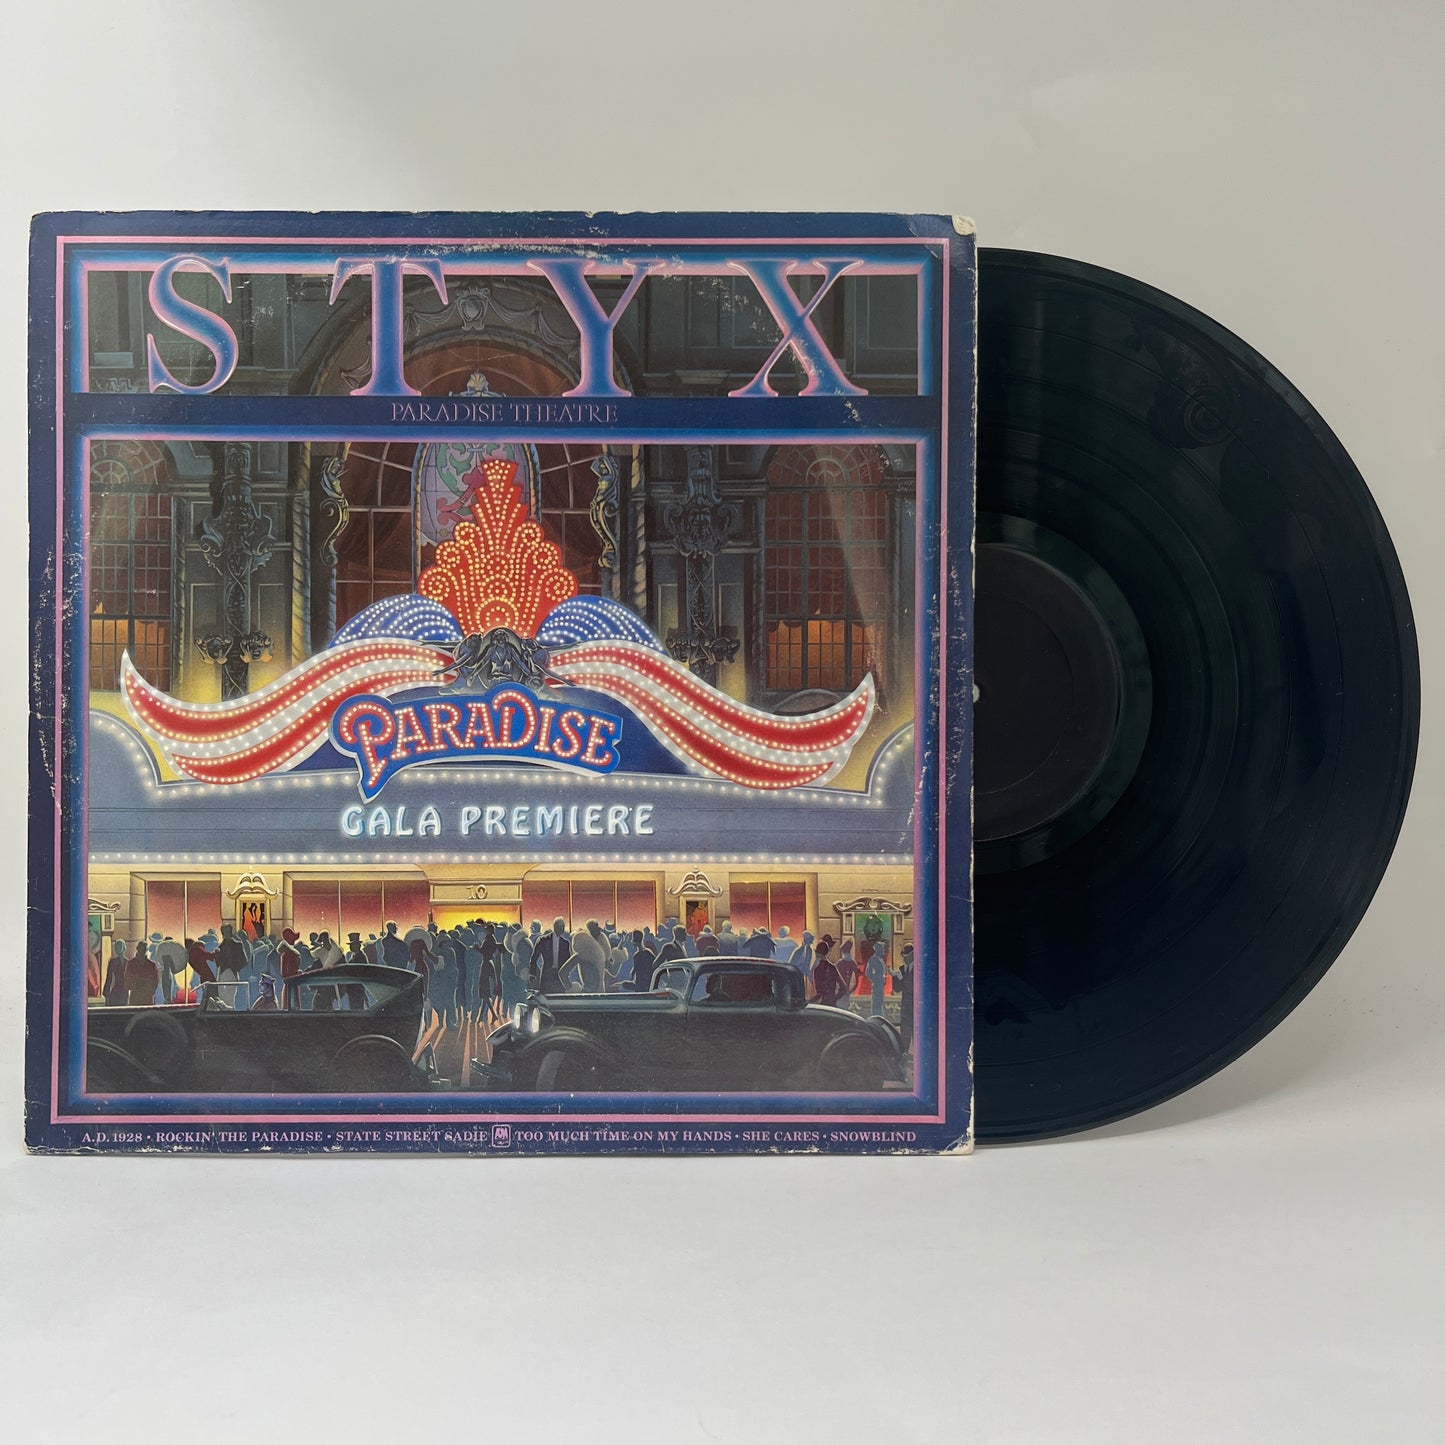 STYX
PARADISE THEATRE
PARADISE
GALA PREMIERE
10
A.D. 1928 • ROCKIN' THE PARADISE • STATE STREET SADIE A&M TOO MUCH TIME ON MY HANDS • SHE CARES • SNOWBLIND